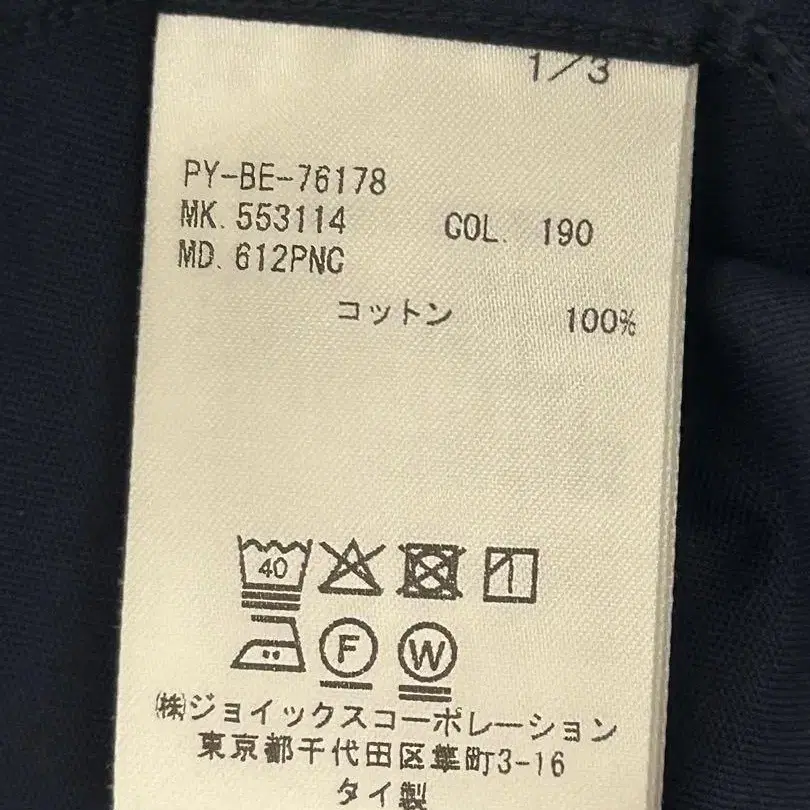 1/3
PY-BE-76178
MK. 553114 COL. 190
MD. 612PNC
コットン 100%
40
F W
㈱ジョイックスコーポレーション
東京都千代田区隼町3-16
タイ製